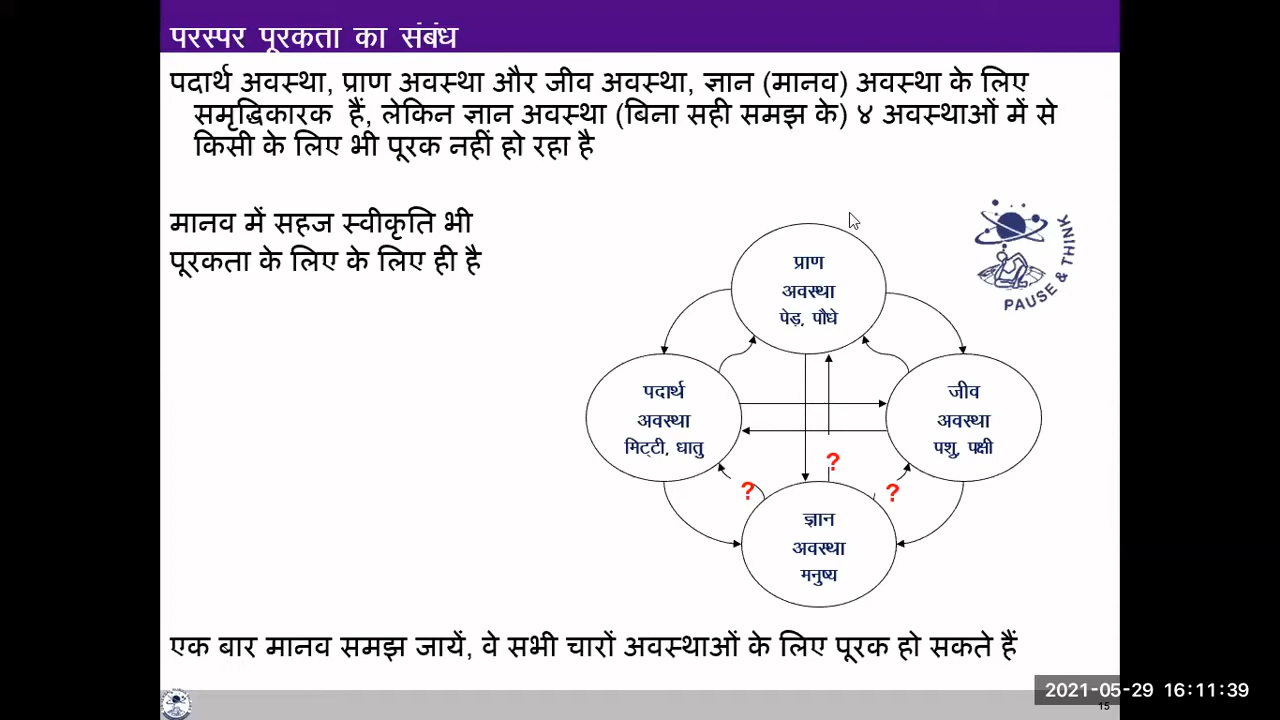 परस्पर पूरकता का संबंध
पदार्थ अवस्था, प्राण अवस्था और जीव अवस्था, ज्ञान (मानव) अवस्था के लिए
समृद्धिकारक हैं, लेकिन ज्ञान अवस्था (बिना सही समझ के) ४ अवस्थाओं में से
किसी के लिए भी पूरक नहीं हो रहा है
मानव में सहज स्वीकृति भी
पूरकता के लिए के लिए ही है
PAUSE & THINK
प्राण
अवस्था
पेड़, पौधे
पदार्थ
अवस्था
मिट्टी, धातु
जीव
अवस्था
पशु, पक्षी
?
?
?
ज्ञान
अवस्था
मनुष्य
एक बार मानव समझ जायें, वे सभी चारों अवस्थाओं के लिए पूरक हो सकते हैं
2021-05-29 16:11:39
15